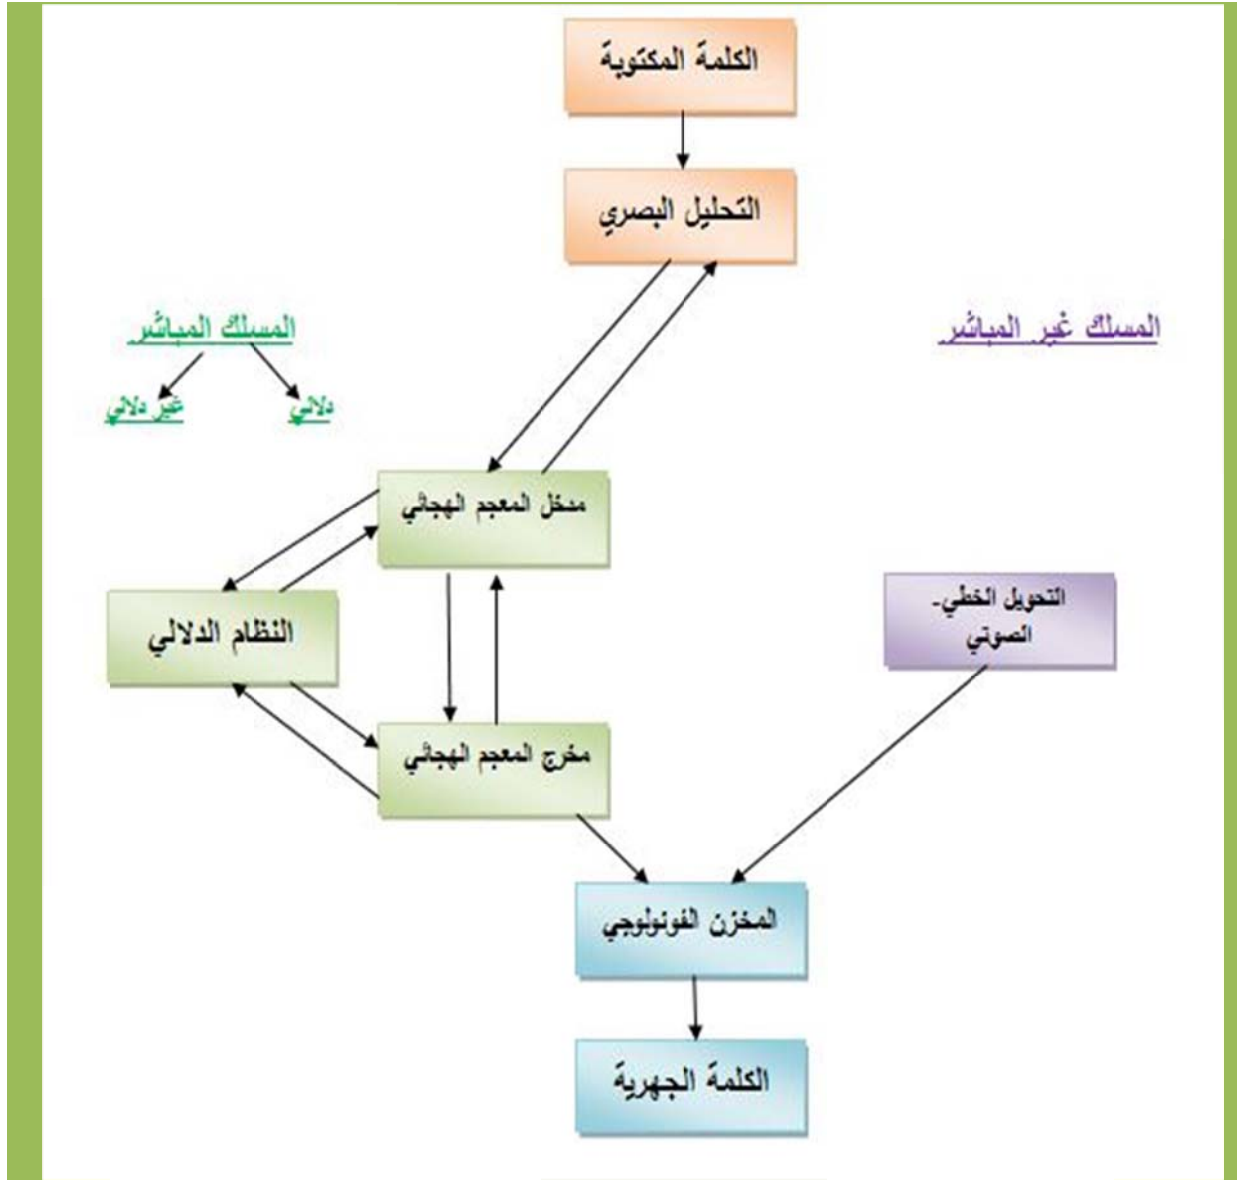 الكلمة المكتوبة
التحليل البصري
المسلك غير المباشر
المسلك المباشر
دلالي
غير دلالي
مدخل المعجم الهجائي
التحويل الخطي-
الصوتي
النظام الدلالي
مخرج المعجم الهجائي
المخزن الفونولوجي
الكلمة الجهرية